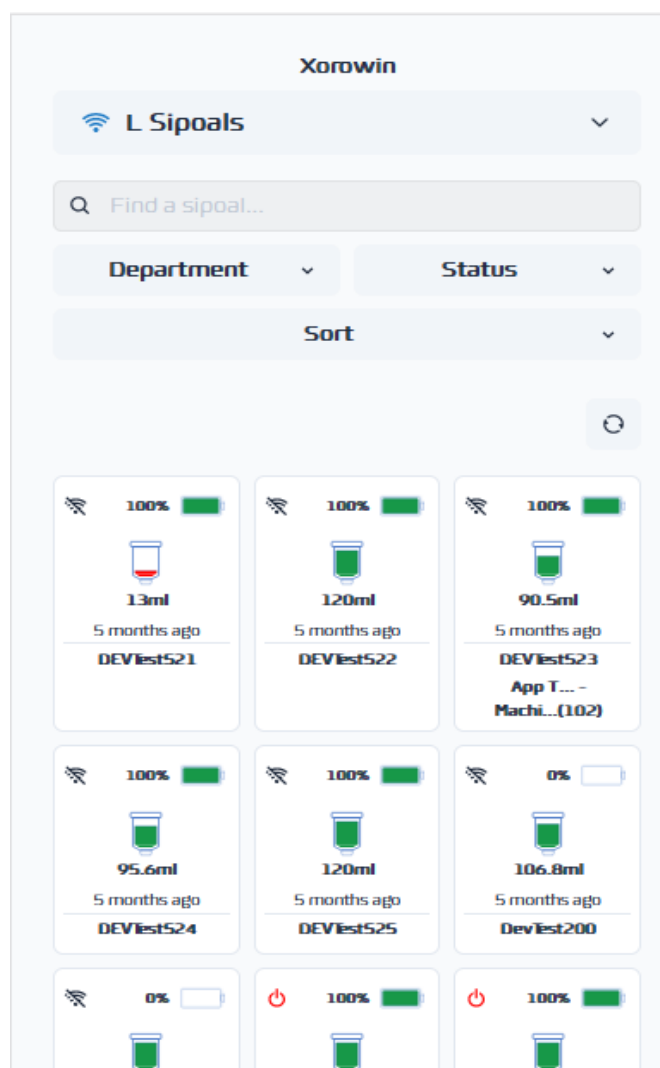 Xorowin
L Sipoals
Find a sipoal...
Department Status
Sort
100% 100% 100%
13ml 120ml 90.5ml
5 months ago 5 months ago 5 months ago
DEVTest521 DEVTest522 DEVTest523
App T... -
Machi...(102)
100% 100% 0%
95.6ml 120ml 106.8ml
5 months ago 5 months ago 5 months ago
DEVTest524 DEVTest525 DevTest200
0% 100% 100%